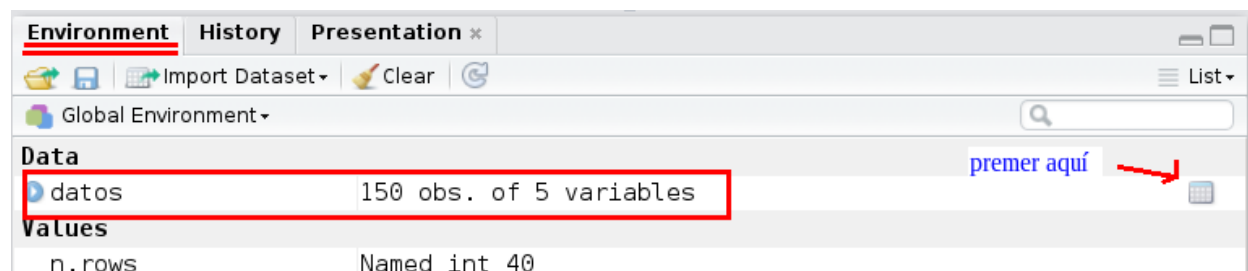 Environment History Presentation ×
Import Dataset Clear List
Global Environment
Data
premer aquí
datos 150 obs. of 5 variables
Values
n.rows Named int 40